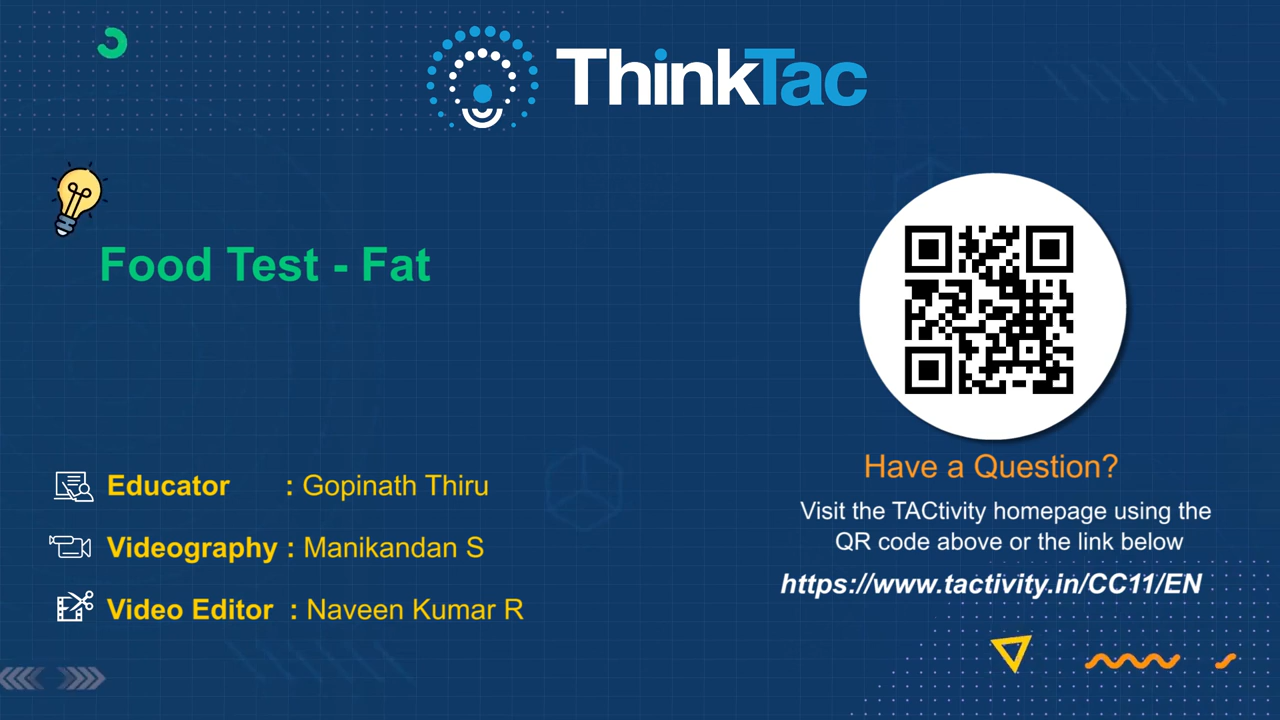 ThinkTac
Food Test - Fat
Educator : Gopinath Thiru
Videography : Manikandan S
Video Editor : Naveen Kumar R
Have a Question?
Visit the TACtivity homepage using the
QR code above or the link below
https://www.tactivity.in/CC11/EN